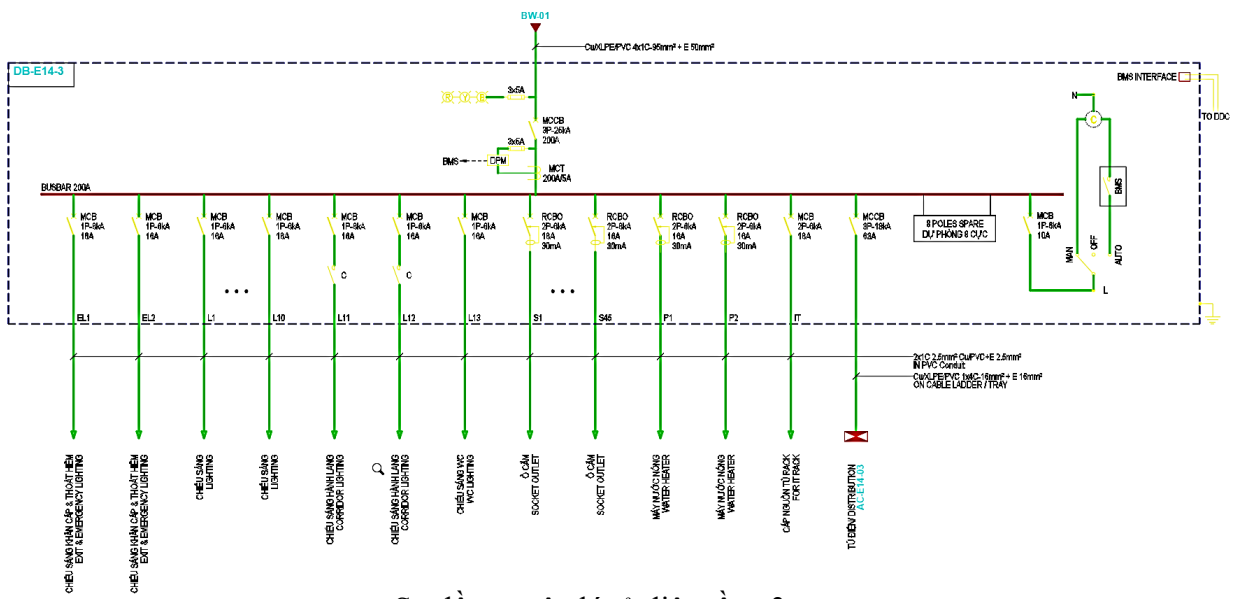 BW-01
Cu/XLPE/PVC 4x1C-95mm² + E 50mm²
DB-E14-3
BMS INTERFACE
TO DDC
3x5A
R Y B
MCCB
3P-25kA
200A
3x5A
BMS
DPM
MCT
200A/5A
N
C
BMS
MAN
OFF
AUTO
L
BUSBAR 200A
MCB
1P-6kA
16A
MCB
1P-6kA
16A
MCB
1P-6kA
16A
MCB
1P-6kA
16A
MCB
1P-6kA
16A
MCB
1P-6kA
16A
MCB
1P-6kA
16A
RCBO
2P-6kA
16A
30mA
RCBO
2P-6kA
16A
30mA
RCBO
2P-6kA
16A
30mA
RCBO
2P-6kA
16A
30mA
MCB
2P-6kA
16A
MCCB
3P-18kA
63A
8 POLES SPARE
DỰ PHÒNG 8 CỰC
MCB
1P-6kA
10A
C
C
...
...
EL1
EL2
L1
L10
L11
L12
L13
S1
S45
P1
P2
IT
2x1C 2.5mm² Cu/PVC+E 2.5mm²
IN PVC Conduit
Cu/XLPE/PVC 1x4C-16mm² + E 16mm²
ON CABLE LADDER / TRAY
CHIẾU SÁNG KHẨN CẤP & THOÁT HIỂM
EXIT & EMERGENCY LIGHTING
CHIẾU SÁNG KHẨN CẤP & THOÁT HIỂM
EXIT & EMERGENCY LIGHTING
CHIẾU SÁNG
LIGHTING
CHIẾU SÁNG
LIGHTING
CHIẾU SÁNG HÀNH LANG
CORRIDOR LIGHTING
CHIẾU SÁNG HÀNH LANG
CORRIDOR LIGHTING
CHIẾU SÁNG WC
WC LIGHTING
Ổ CẮM
SOCKET OUTLET
Ổ CẮM
SOCKET OUTLET
MÁY NƯỚC NÓNG
WATER HEATER
MÁY NƯỚC NÓNG
WATER HEATER
CẤP NGUỒN TỦ RACK
FOR IT RACK
TỦ ĐIỆN/ DISTRIBUTION
AC-E14-03